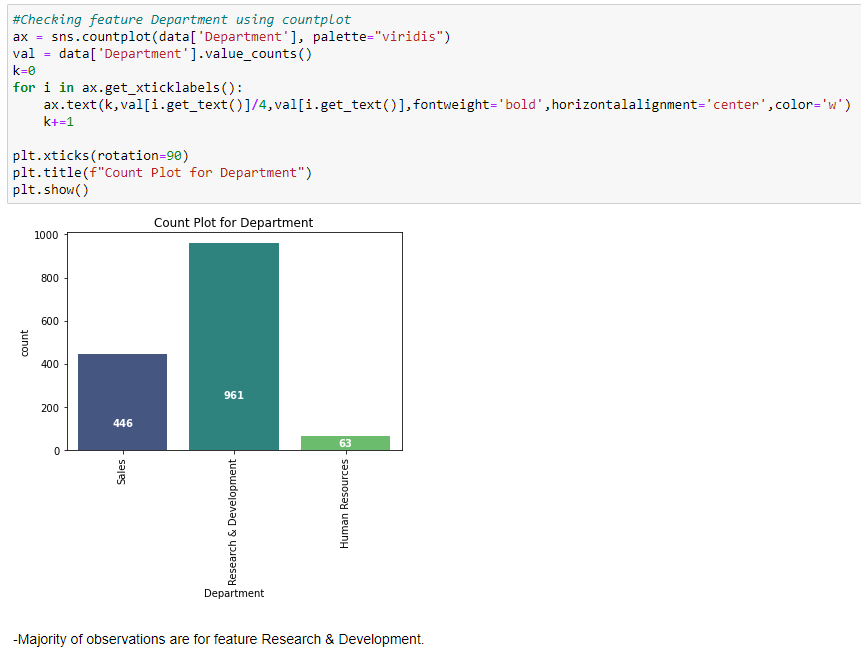 #Checking feature Department using countplot
ax = sns.countplot(data['Department'], palette="viridis")
val = data['Department'].value_counts()
k=0
for i in ax.get_xticklabels():
    ax.text(k,val[i.get_text()]/4,val[i.get_text()],fontweight='bold',horizontalalignment='center',color='w')
    k+=1

plt.xticks(rotation=90)
plt.title(f"Count Plot for Department")
plt.show()
Count Plot for Department
1000
800
600
400
200
0
count
446
961
63
Sales
Research & Development
Human Resources
Department
-Majority of observations are for feature Research & Development.